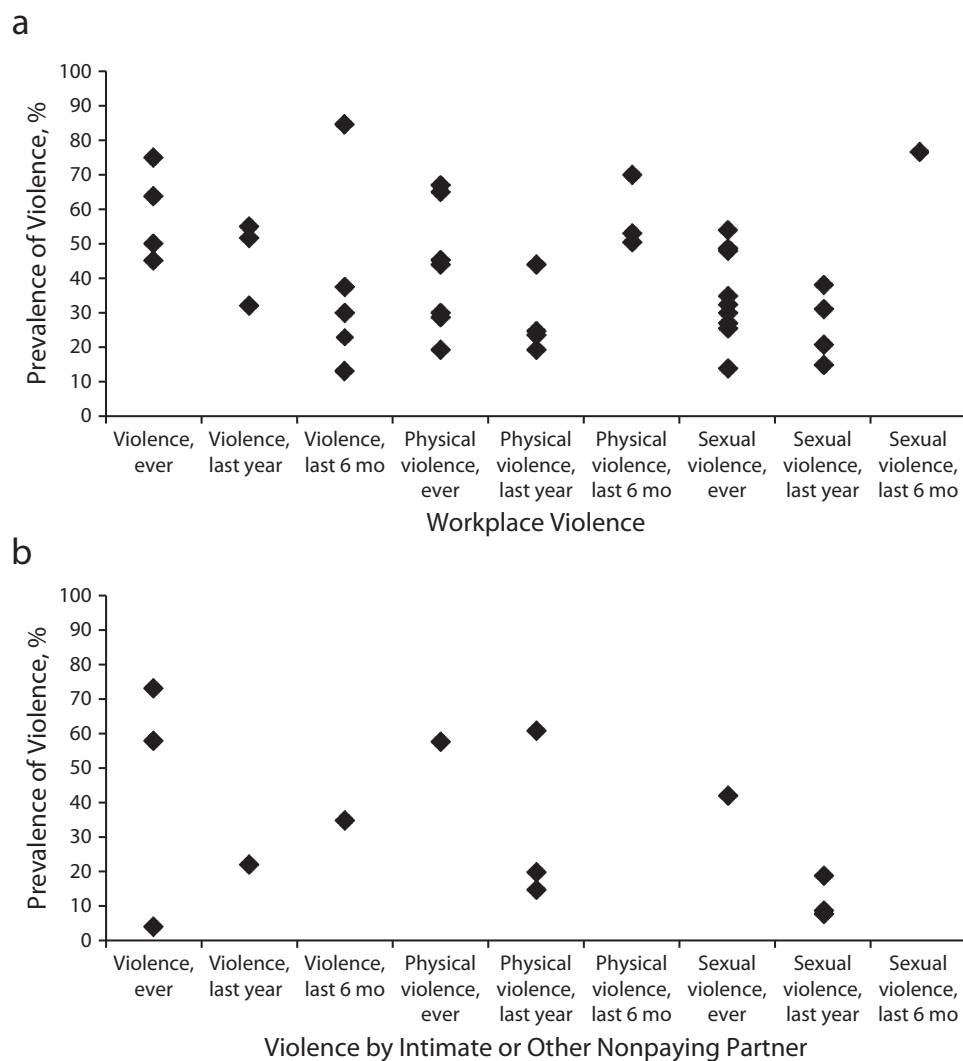 a
Prevalence of Violence, %
100
90
80
70
60
50
40
30
20
10
0
Violence, ever
Violence, last year
Violence, last 6 mo
Physical violence, ever
Physical violence, last year
Physical violence, last 6 mo
Sexual violence, ever
Sexual violence, last year
Sexual violence, last 6 mo
Workplace Violence
b
Prevalence of Violence, %
100
90
80
70
60
50
40
30
20
10
0
Violence, ever
Violence, last year
Violence, last 6 mo
Physical violence, ever
Physical violence, last year
Physical violence, last 6 mo
Sexual violence, ever
Sexual violence, last year
Sexual violence, last 6 mo
Violence by Intimate or Other Nonpaying Partner